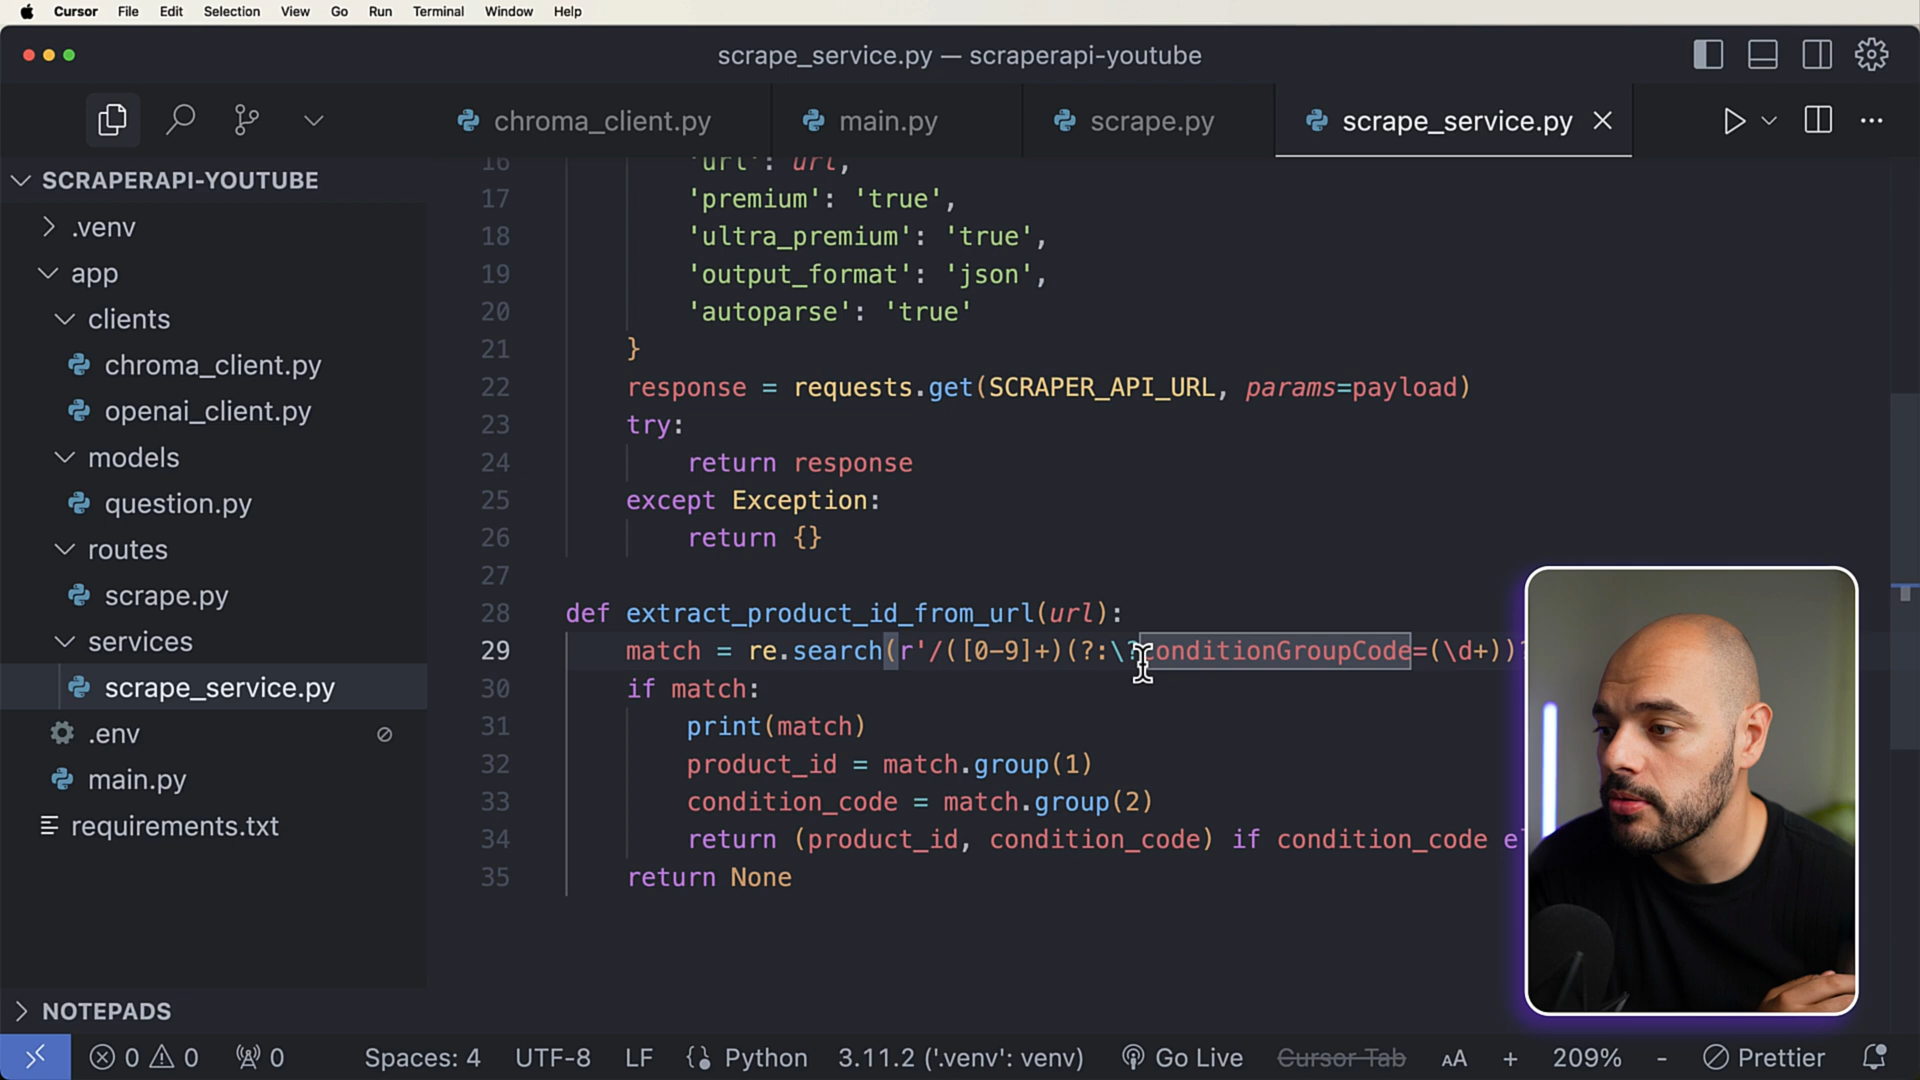 Cursor File Edit Selection View Go Run Terminal Window Help
scrape_service.py — scraperapi-youtube
chroma_client.py main.py scrape.py scrape_service.py
SCRAPERAPI-YOUTUBE
.venv
app
clients
chroma_client.py
openai_client.py
models
question.py
routes
scrape.py
services
scrape_service.py
.env
main.py
requirements.txt
NOTEPADS
16 'url': url,
17 'premium': 'true',
18 'ultra_premium': 'true',
19 'output_format': 'json',
20 'autoparse': 'true'
21 }
22 response = requests.get(SCRAPER_API_URL, params=payload)
23 try:
24 return response
25 except Exception:
26 return {}
27
28 def extract_product_id_from_url(url):
29 match = re.search(r'/([0-9]+)(?:\?conditionGroupCode=(\d+))?
30 if match:
31 print(match)
32 product_id = match.group(1)
33 condition_code = match.group(2)
34 return (product_id, condition_code) if condition_code e
35 return None
0 0 0 Spaces: 4 UTF-8 LF Python 3.11.2 ('.venv': venv) Go Live Cursor Tab AA + 209% - Prettier